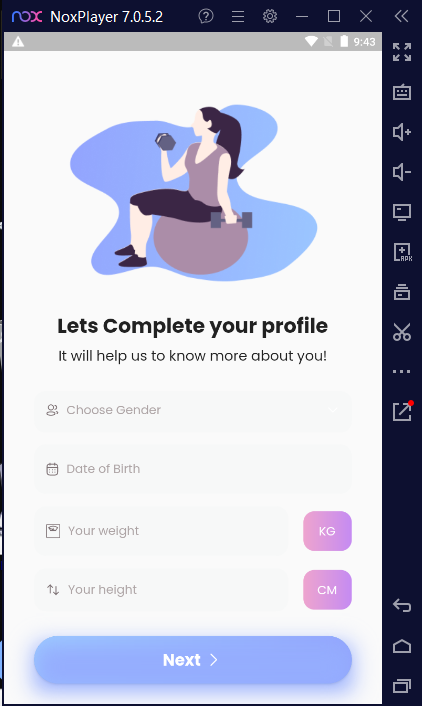 nox NoxPlayer 7.0.5.2
9:43
APK
Lets Complete your profile
It will help us to know more about you!
Choose Gender
Date of Birth
Your weight
KG
Your height
CM
Next